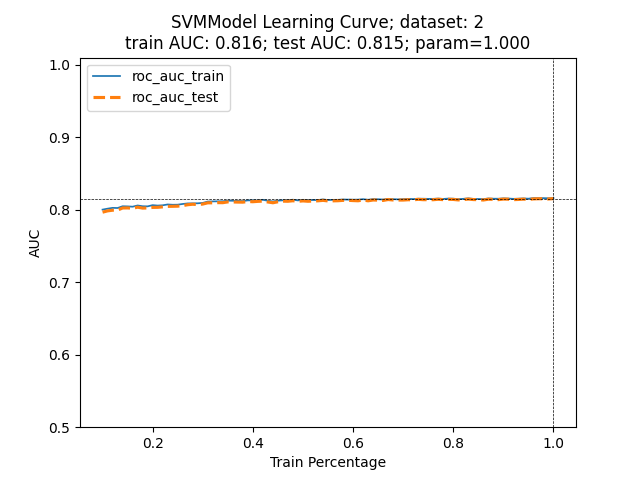 SVMModel Learning Curve; dataset: 2
train AUC: 0.816; test AUC: 0.815; param=1.000
1.0
roc_auc_train
roc_auc_test
0.9
0.8
AUC
0.7
0.6
0.5
0.2 0.4 0.6 0.8 1.0
Train Percentage